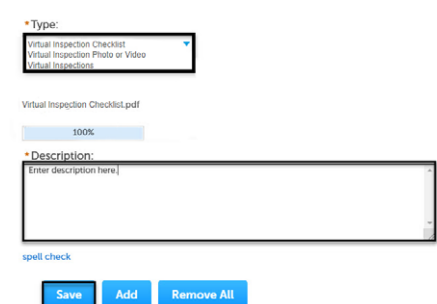 *Type:
Virtual Inspection Checklist
Virtual Inspection Photo or Video
Virtual Inspections
Virtual Inspection Checklist.pdf
100%
*Description:
Enter description here.
spell check
Save Add Remove All